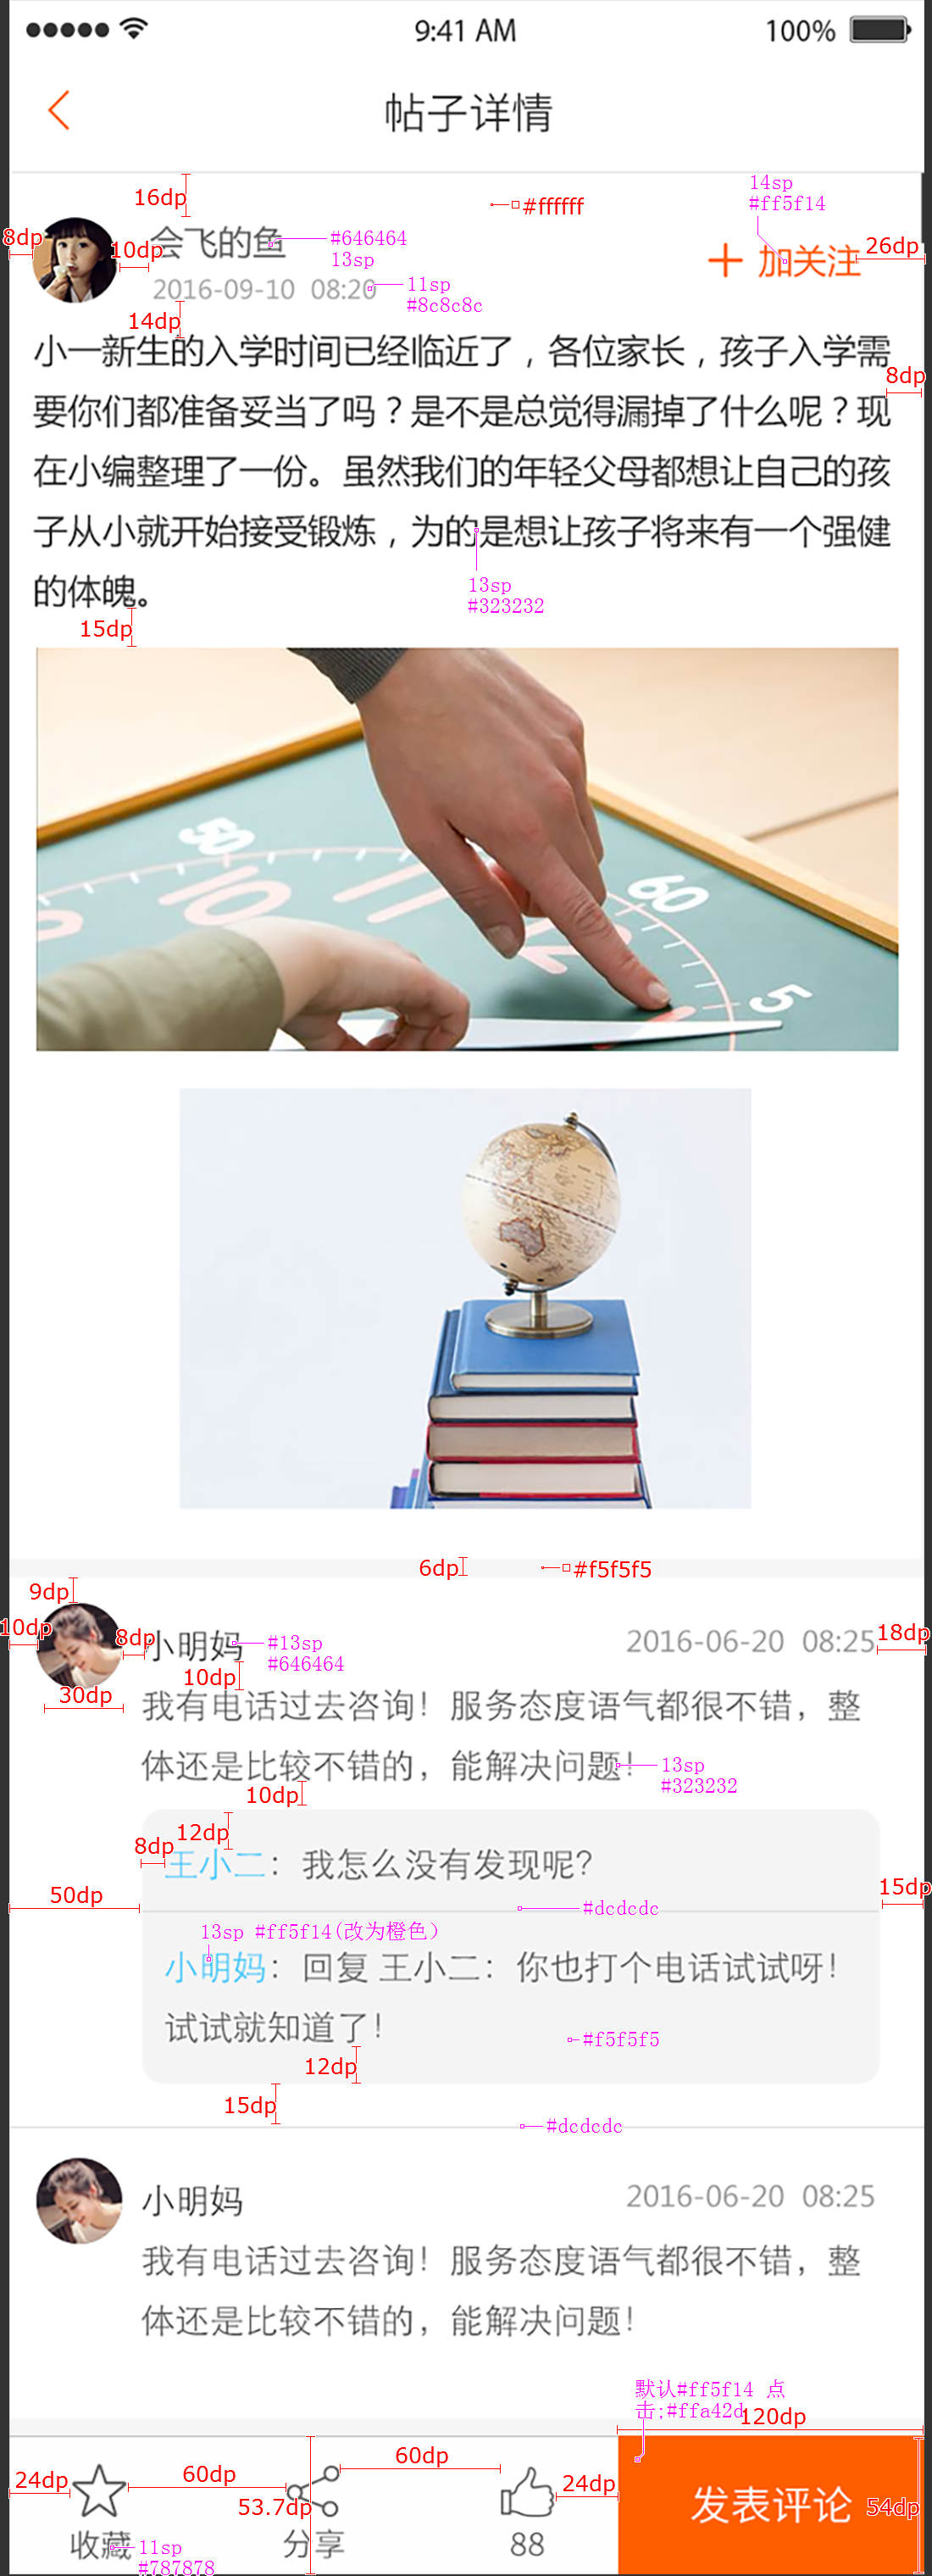 9:41 AM 100%
帖子详情
16dp #ffffff 14sp
#ff5f14
8dp 10dp 会飞的鱼 #646464
13sp
+ 加关注 26dp
2016-09-10 08:20 11sp
#8c8c8c
14dp
小一新生的入学时间已经临近了，各位家长，孩子入学需
8dp
要你们都准备妥当了吗？是不是总觉得漏掉了什么呢？现
在小编整理了一份。虽然我们的年轻父母都想让自己的孩
子从小就开始接受锻炼，为的是想让孩子将来有一个强健
13sp
#323232
的体魄。
15dp
50
10
11
12
60
5
6dp #f5f5f5
9dp
10dp 8dp 小明妈 #13sp
#646464
2016-06-20 08:25 18dp
10dp
30dp
我有电话过去咨询！服务态度语气都很不错，整
体还是比较不错的，能解决问题！ 13sp
#323232
10dp
12dp
8dp
王小二：我怎么没有发现呢？
50dp 15dp
#dcdcdc
13sp #ff5f14(改为橙色)
小明妈：回复 王小二：你也打个电话试试呀！
试试就知道了！
#f5f5f5
12dp
15dp
#dcdcdc
小明妈 2016-06-20 08:25
我有电话过去咨询！服务态度语气都很不错，整
体还是比较不错的，能解决问题！
默认#ff5f14 点
击:#ffa42d
120dp
24dp 60dp 60dp 24dp
53.7dp
发表评论 54dp
收藏 分享 88
11sp
#787878